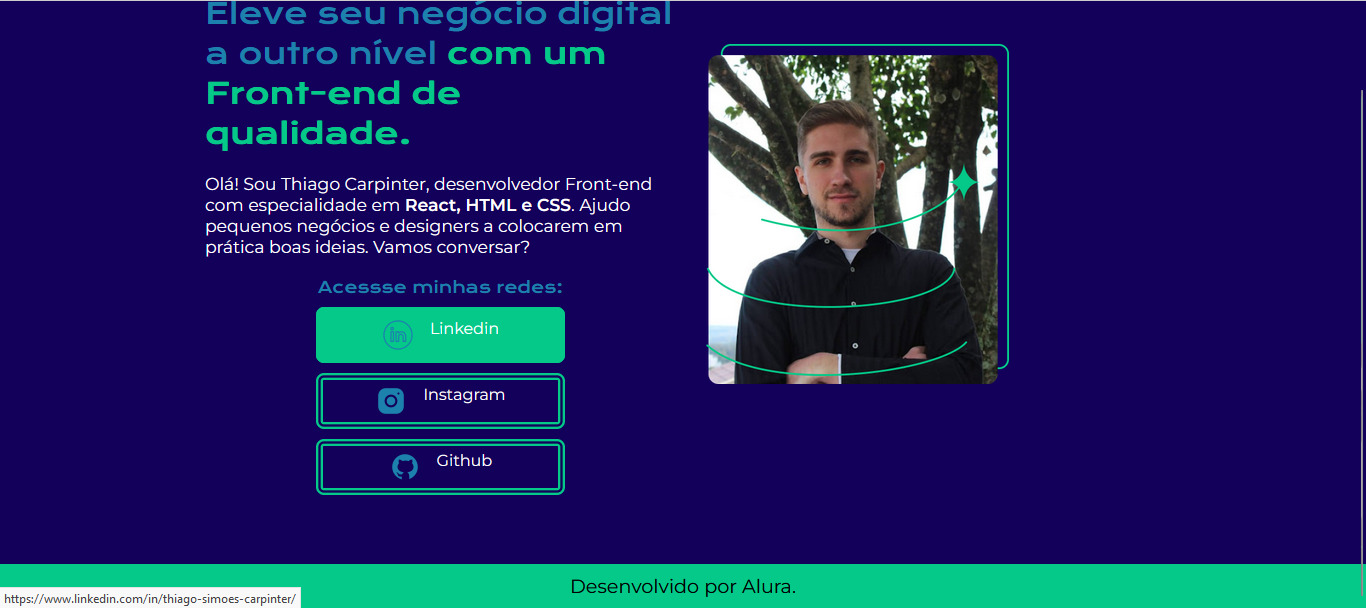 Eleve seu negócio digital
a outro nível com um
Front-end de
qualidade.
Olá! Sou Thiago Carpinter, desenvolvedor Front-end
com especialidade em React, HTML e CSS. Ajudo
pequenos negócios e designers a colocarem em
prática boas ideias. Vamos conversar?
Acessse minhas redes:
in Linkedin
Instagram
Github
Desenvolvido por Alura.
https://www.linkedin.com/in/thiago-simoes-carpinter/